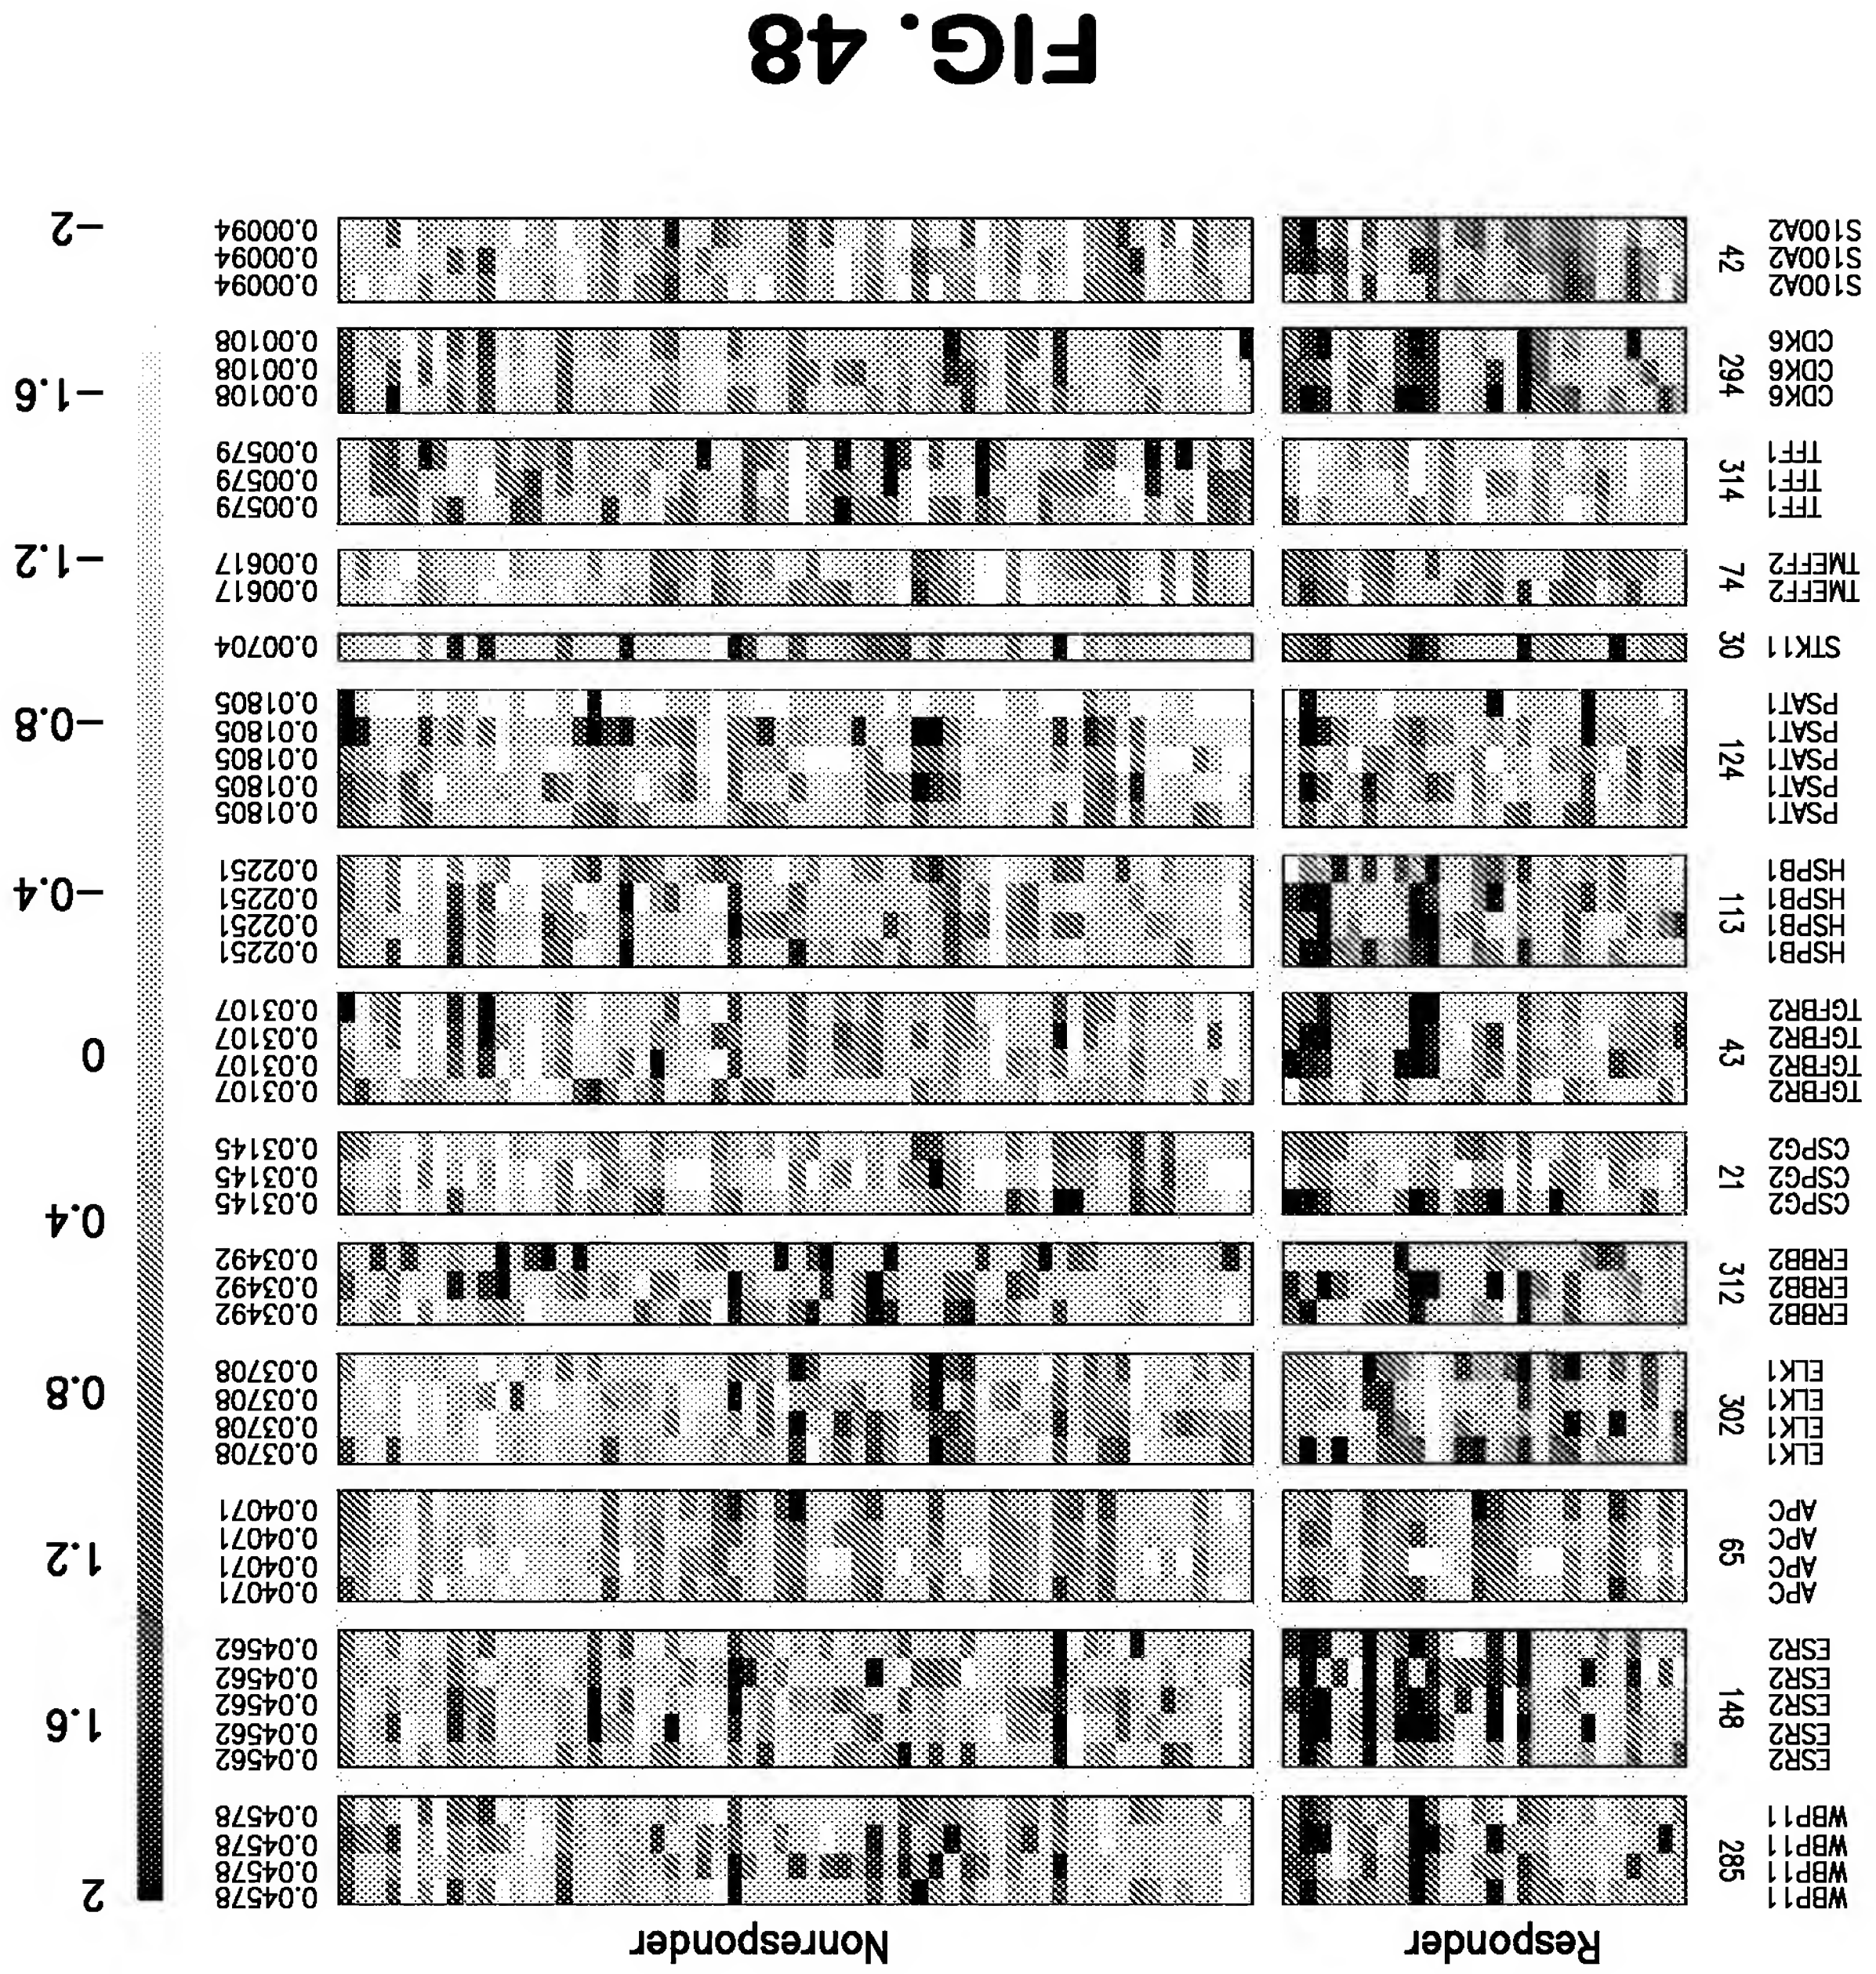 Responder
Nonresponder
WBP11
WBP11
WBP11
WBP11
285
0.04578
0.04578
0.04578
0.04578
ESR2
ESR2
ESR2
ESR2
ESR2
148
0.04562
0.04562
0.04562
0.04562
0.04562
APC
APC
APC
APC
65
0.04071
0.04071
0.04071
0.04071
ELK1
ELK1
ELK1
ELK1
302
0.03708
0.03708
0.03708
0.03708
ERBB2
ERBB2
ERBB2
312
0.03492
0.03492
0.03492
CSPG2
CSPG2
CSPG2
21
0.03145
0.03145
0.03145
TGFBR2
TGFBR2
TGFBR2
TGFBR2
43
0.03107
0.03107
0.03107
0.03107
HSPB1
HSPB1
HSPB1
HSPB1
113
0.02251
0.02251
0.02251
0.02251
PSAT1
PSAT1
PSAT1
PSAT1
PSAT1
124
0.01805
0.01805
0.01805
0.01805
0.01805
STK11
30
0.00704
TMEFF2
TMEFF2
74
0.00617
0.00617
TFF1
TFF1
TFF1
314
0.00579
0.00579
0.00579
CDK6
CDK6
CDK6
294
0.00108
0.00108
0.00108
S100A2
S100A2
S100A2
42
0.00094
0.00094
0.00094
2
1.6
1.2
0.8
0.4
0
−0.4
−0.8
−1.2
−1.6
−2
FIG. 48